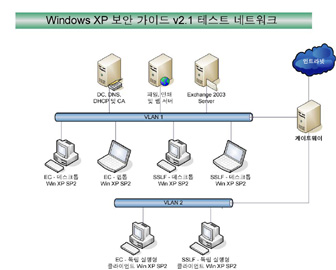 Windows XP 보안 가이드 v2.1 테스트 네트워크
인트라넷
DC, DNS,
DHCP 및 CA
파일, 인쇄
및 웹 서버
Exchange 2003
Server
VLAN 1
게이트웨이
EC - 데스크톱
Win XP SP2
EC - 랩톱
Win XP SP2
SSLF - 데스크톱
Win XP SP2
SSLF - 랩톱
Win XP SP2
VLAN 2
EC - 독립 실행형
클라이언트 Win XP SP2
SSLF - 독립 실행형
클라이언트 Win XP SP2